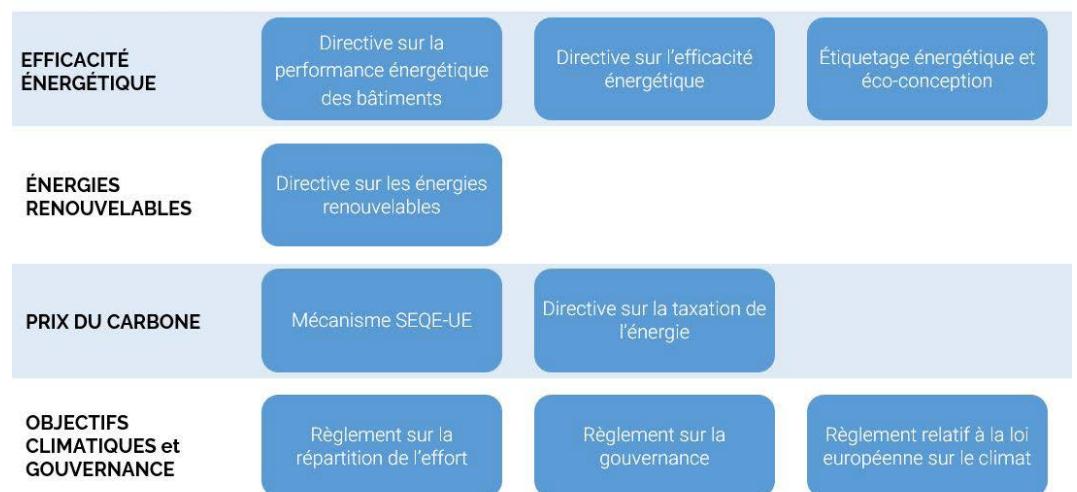 EFFICACITÉ
ÉNERGÉTIQUE
Directive sur la
performance énergétique
des bâtiments
Directive sur l'efficacité
énergétique
Étiquetage énergétique et
éco-conception
ÉNERGIES
RENOUVELABLES
Directive sur les énergies
renouvelables
PRIX DU CARBONE
Mécanisme SEQE-UE
Directive sur la taxation de
l'énergie
OBJECTIFS
CLIMATIQUES et
GOUVERNANCE
Règlement sur la
répartition de l'effort
Règlement sur la
gouvernance
Règlement relatif à la loi
européenne sur le climat